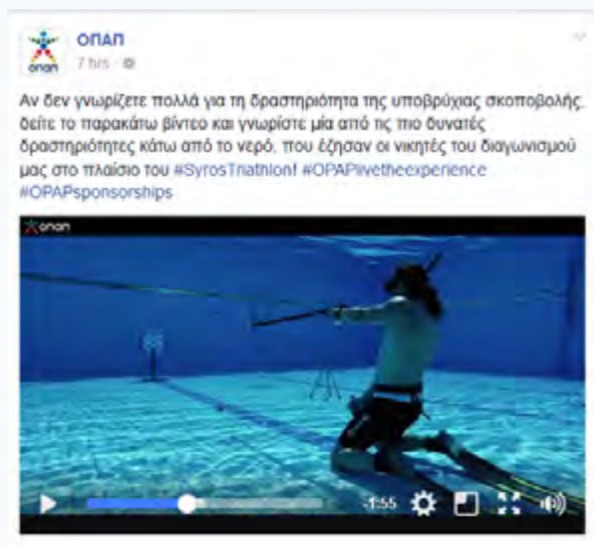 ΟΠΑΠ
οπαπ
7 hrs
Αν δεν γνωρίζετε πολλά για τη δραστηριότητα της υποβρύχιας σκοποβολής,
δείτε το παρακάτω βίντεο και γνωρίστε μία από τις πιο δυνατές
δραστηριότητες κάτω από το νερό, που έζησαν οι νικητές του διαγωνισμού
μας στο πλαίσιο του #SyrosTriathlon! #OPAPlivetheexperience
#OPAPsponsorships
οπαπ
-1:55